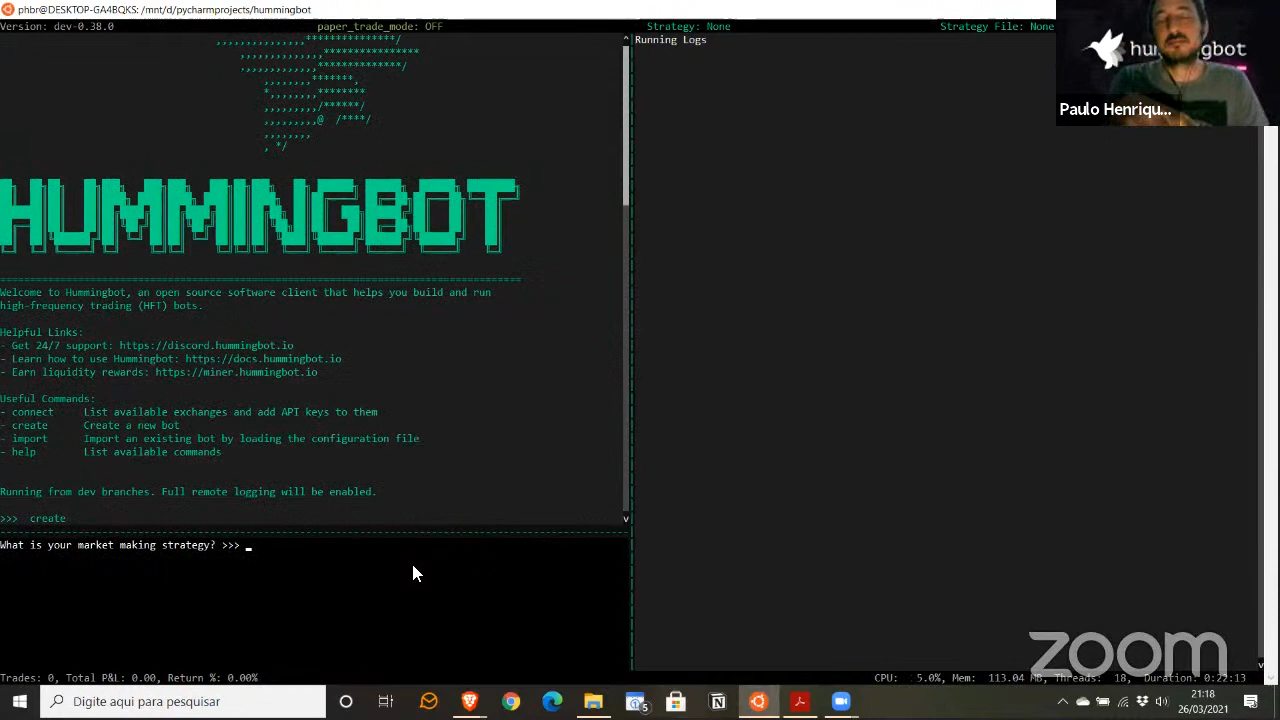 phbr@DESKTOP-GA4BQKS: /mnt/d/pycharmprojects/hummingbot
Version: dev-0.38.0 paper_trade_mode: OFF Strategy: None Strategy File: None
Running Logs
hummingbot
Paulo Henriqu...
,,,,,,,,,,,,,,,***************/
,,,,,,,,,,,,,,****************
,,,,,,,,,,,,,**************/
,,,,,,,,*******,
*,,,,,,,,********
,,,,,,,,,/******/
,,,,,,,,,@ /****/
,,,,,,,,
, */
HUMMINGBOT
=======================================================================================
Welcome to Hummingbot, an open source software client that helps you build and run
high-frequency trading (HFT) bots.
Helpful Links:
- Get 24/7 support: https://discord.hummingbot.io
- Learn how to use Hummingbot: https://docs.hummingbot.io
- Earn liquidity rewards: https://miner.hummingbot.io
Useful Commands:
- connect List available exchanges and add API keys to them
- create Create a new bot
- import Import an existing bot by loading the configuration file
- help List available commands
Running from dev branches. Full remote logging will be enabled.
>>> create
What is your market making strategy? >>> _
zoom
Trades: 0, Total P&L: 0.00, Return %: 0.00% CPU: 5.0%, Mem: 113.04 MB, Threads: 18, Duration: 0:22:13
Digite aqui para pesquisar
5
21:18
26/03/2021